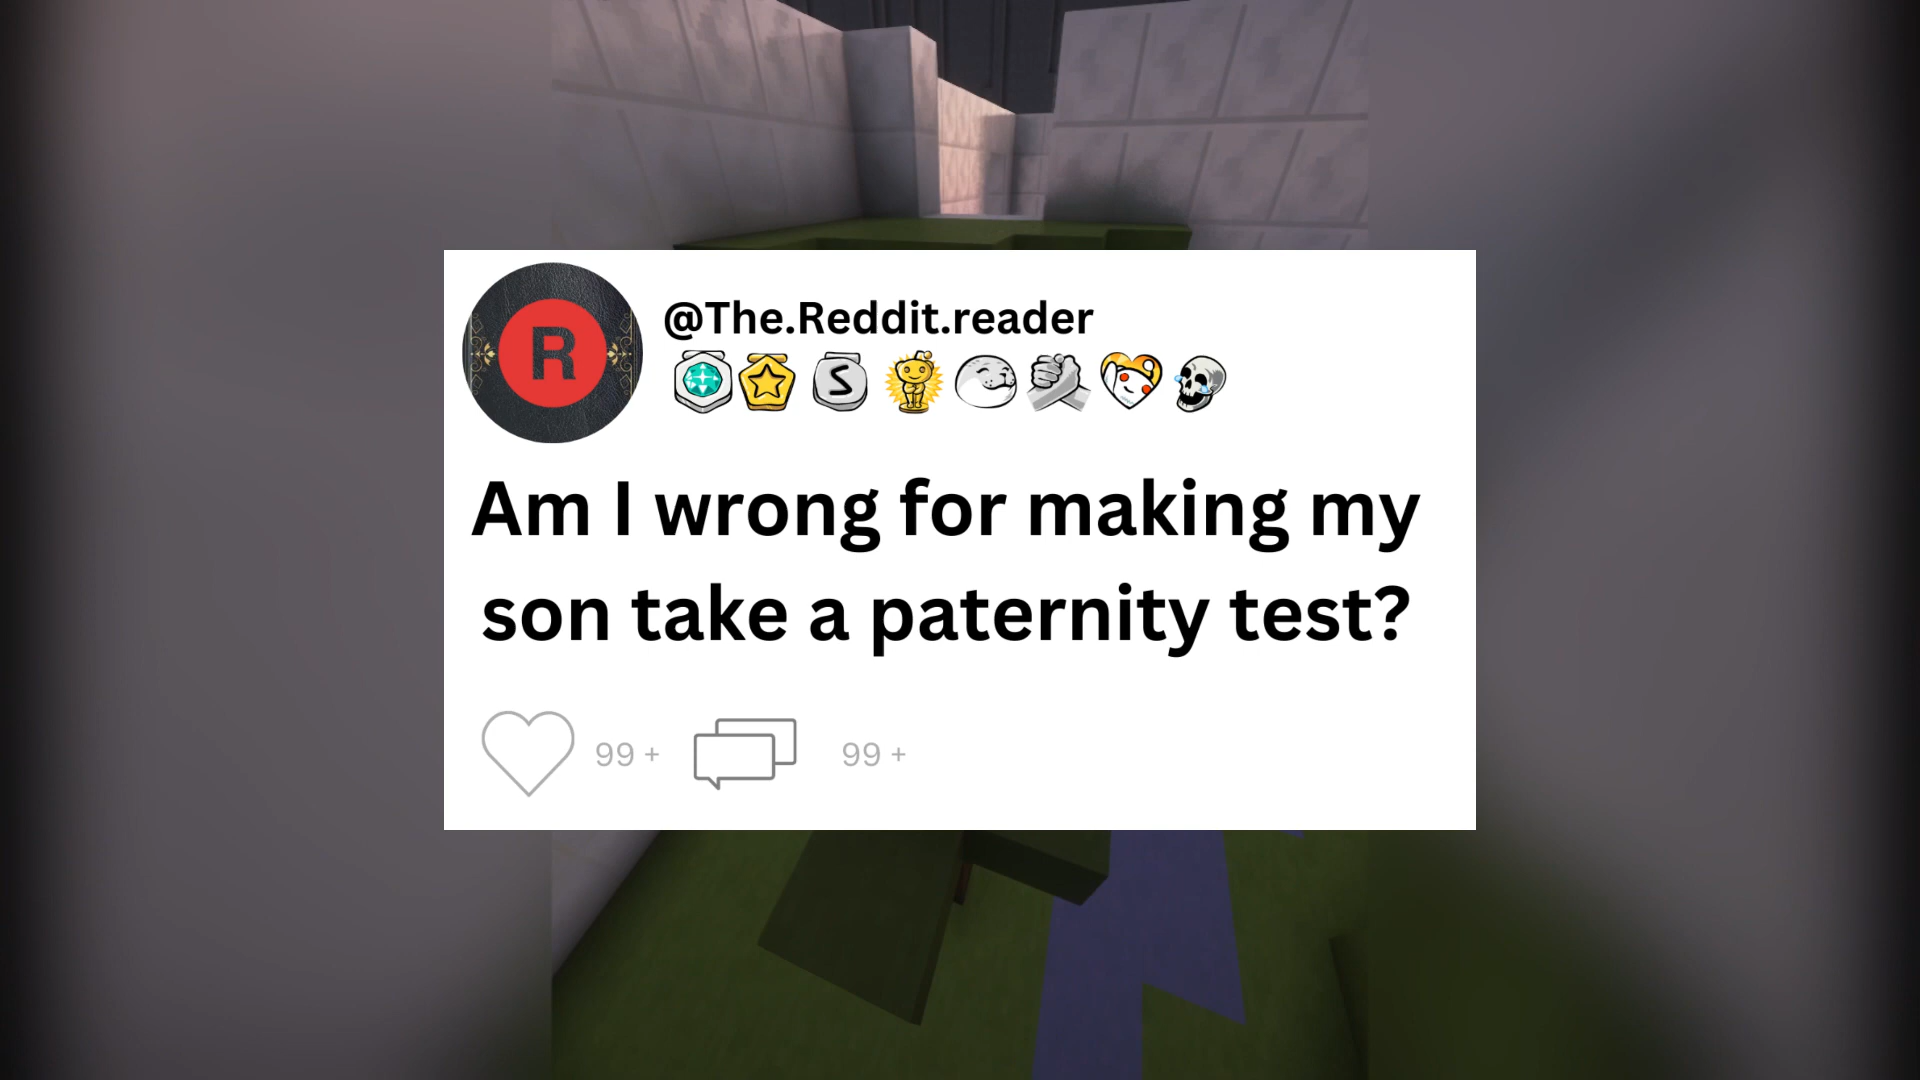 R
@The.Reddit.reader
S
Am I wrong for making my
son take a paternity test?
99 +
99 +